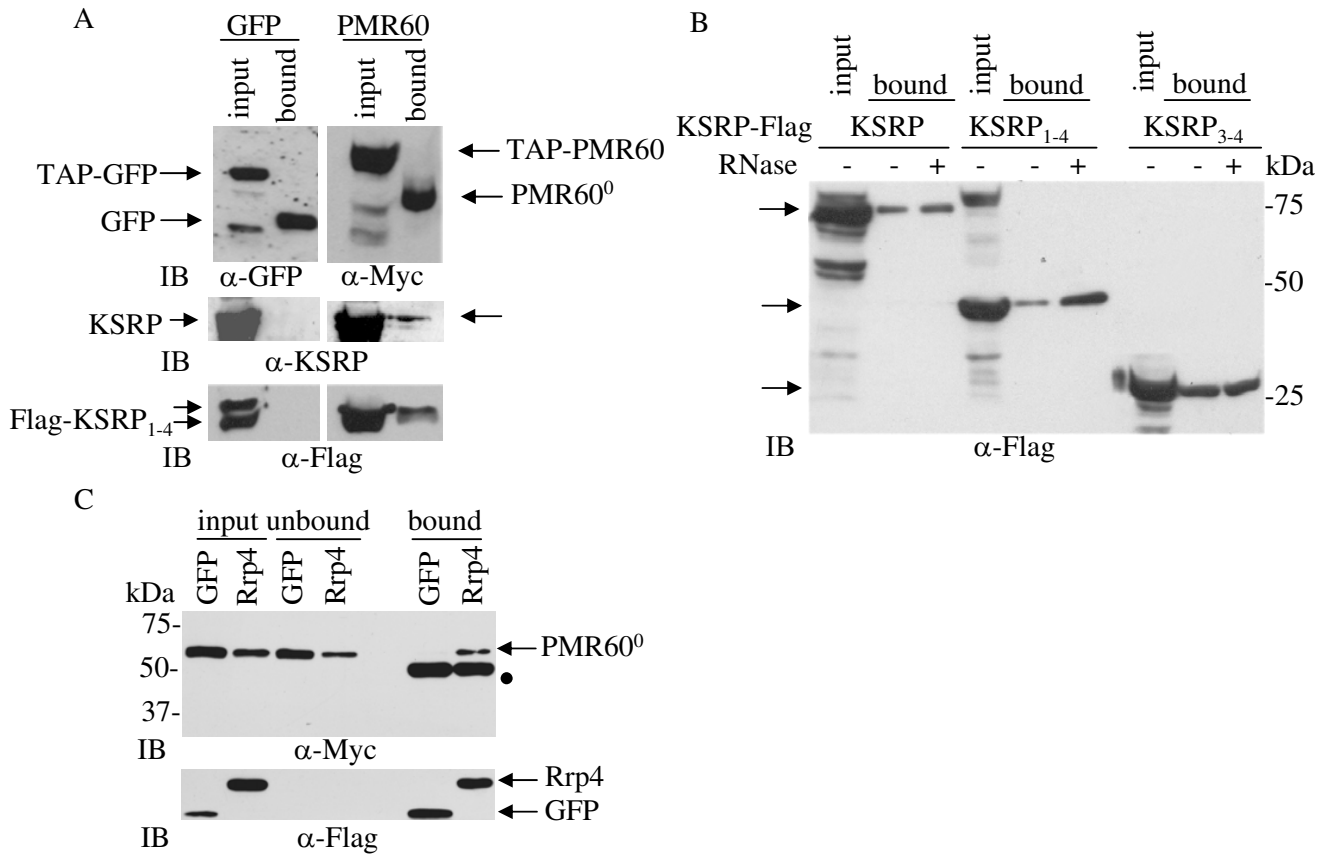 A
GFP PMR60
input bound input bound
TAP-GFP
TAP-PMR60
GFP
PMR60⁰
IB α-GFP α-Myc
KSRP
IB α-KSRP
Flag-KSRP₁₋₄
IB α-Flag
B
input bound input bound input bound
KSRP-Flag KSRP KSRP₁₋₄ KSRP₃₋₄
RNase - - + - - + - - + kDa
-75
-50
-25
IB α-Flag
C
input unbound bound
kDa GFP Rrp4 GFP Rrp4 GFP Rrp4
75-
PMR60⁰
50-
37-
IB α-Myc
Rrp4
GFP
IB α-Flag